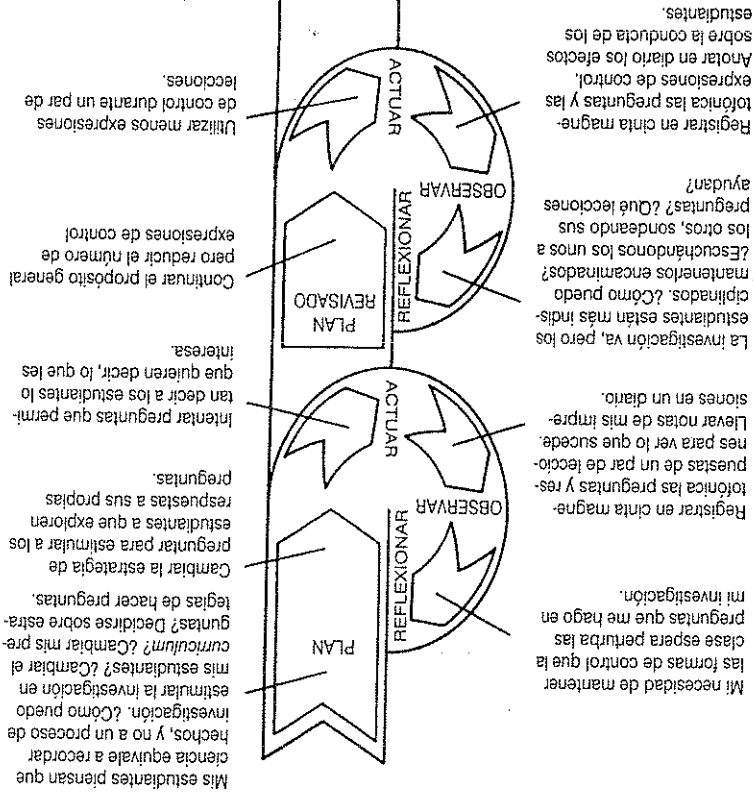 Mis estudiantes piensan que
ciencia equivale a recordar
hechos, y no a un proceso de
investigación. ¿Cómo puedo
estimular la investigación en
mis estudiantes? ¿Cambiar el
curriculum? ¿Cambiar mis pre-
guntas? Decidirse sobre estra-
tegias de hacer preguntas.
PLAN
Cambiar la estrategia de
preguntar para estimular a los
estudiantes a que exploren
respuestas a sus propias
preguntas.
Mi necesidad de mantener
las formas de control que la
clase espera perturba las
preguntas que me hago en
mi investigación.
REFLEXIONAR
OBSERVAR
ACTUAR
Intentar preguntas que permi-
tan decir a los estudiantes lo
que quieren decir, lo que les
interesa.
Registrar en cinta magne-
tofónica las preguntas y res-
puestas de un par de leccio-
nes para ver lo que sucede.
Llevar notas de mis impre-
siones en un diario.
PLAN
REVISADO
Continuar el propósito general
pero reducir el número de
expresiones de control
La investigación va, pero los
estudiantes están más indis-
ciplinados. ¿Cómo puedo
mantenerlos encaminados?
¿Escuchándonos los unos a
los otros, sondeando sus
preguntas? ¿Qué lecciones
ayudan?
REFLEXIONAR
OBSERVAR
ACTUAR
Utilizar menos expresiones
de control durante un par de
lecciones.
Registrar en cinta magne-
tofónica las preguntas y las
expresiones de control.
Anotar en diario los efectos
sobre la conducta de los
estudiantes.